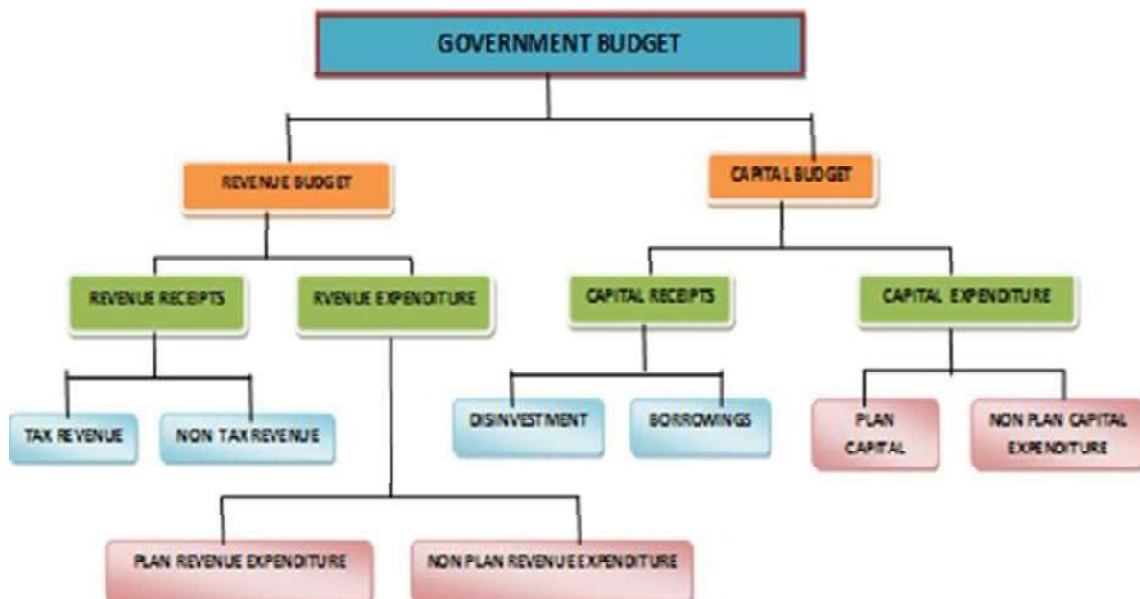 GOVERNMENT BUDGET
REVENUE BUDGET
CAPITAL BUDGET
REVENUE RECEIPTS
RVENUE EXPENDITURE
CAPITAL RECEIPTS
CAPITAL EXPENDITURE
TAX REVENUE
NON TAX REVENUE
DISINVESTMENT
BORROWINGS
PLAN
CAPITAL
NON PLAN CAPITAL
EXPENDITURE
PLAN REVENUE EXPENDITURE
NON PLAN REVENUE EXPENDITURE